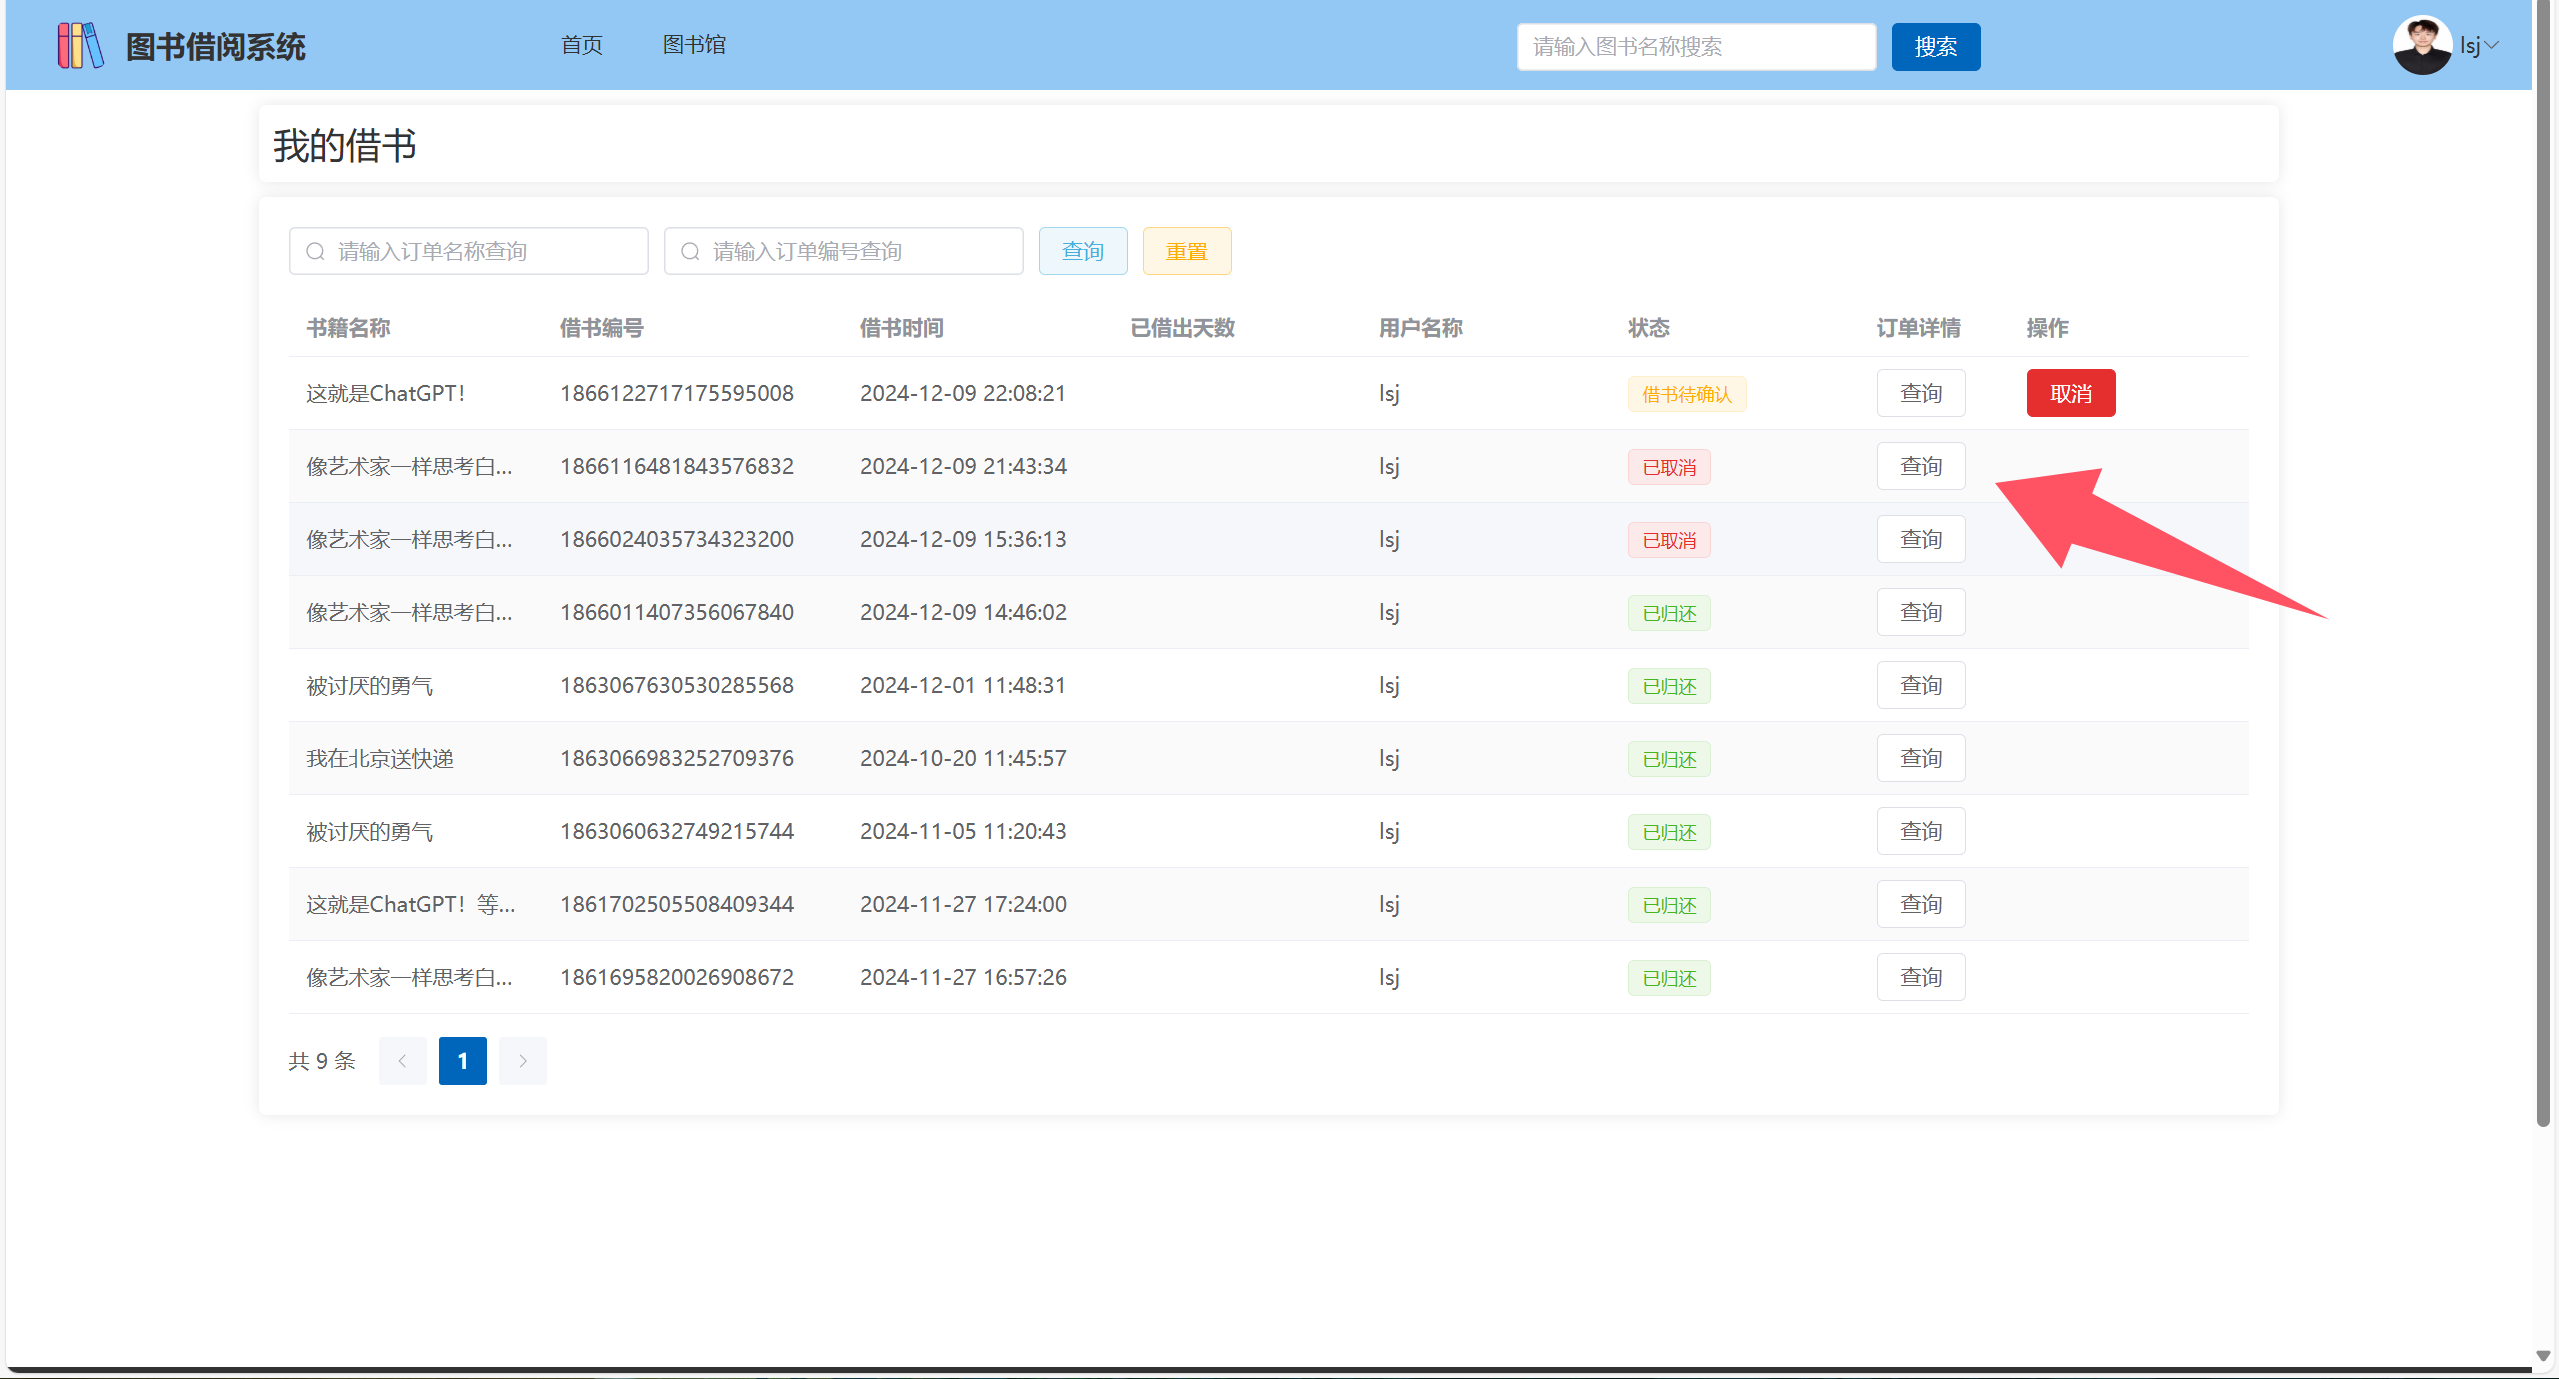 图书借阅系统 首页 图书馆 请输入图书名称搜索 搜索 lsj
我的借书
请输入订单名称查询 请输入订单编号查询 查询 重置
书籍名称 借书编号 借书时间 已借出天数 用户名称 状态 订单详情 操作
这就是ChatGPT! 1866122717175595008 2024-12-09 22:08:21 lsj 借书待确认 查询 取消
像艺术家一样思考白... 1866116481843576832 2024-12-09 21:43:34 lsj 已取消 查询
像艺术家一样思考白... 1866024035734323200 2024-12-09 15:36:13 lsj 已取消 查询
像艺术家一样思考白... 1866011407356067840 2024-12-09 14:46:02 lsj 已归还 查询
被讨厌的勇气 1863067630530285568 2024-12-01 11:48:31 lsj 已归还 查询
我在北京送快递 1863066983252709376 2024-10-20 11:45:57 lsj 已归还 查询
被讨厌的勇气 1863060632749215744 2024-11-05 11:20:43 lsj 已归还 查询
这就是ChatGPT! 等... 1861702505508409344 2024-11-27 17:24:00 lsj 已归还 查询
像艺术家一样思考白... 1861695820026908672 2024-11-27 16:57:26 lsj 已归还 查询
共 9 条 1